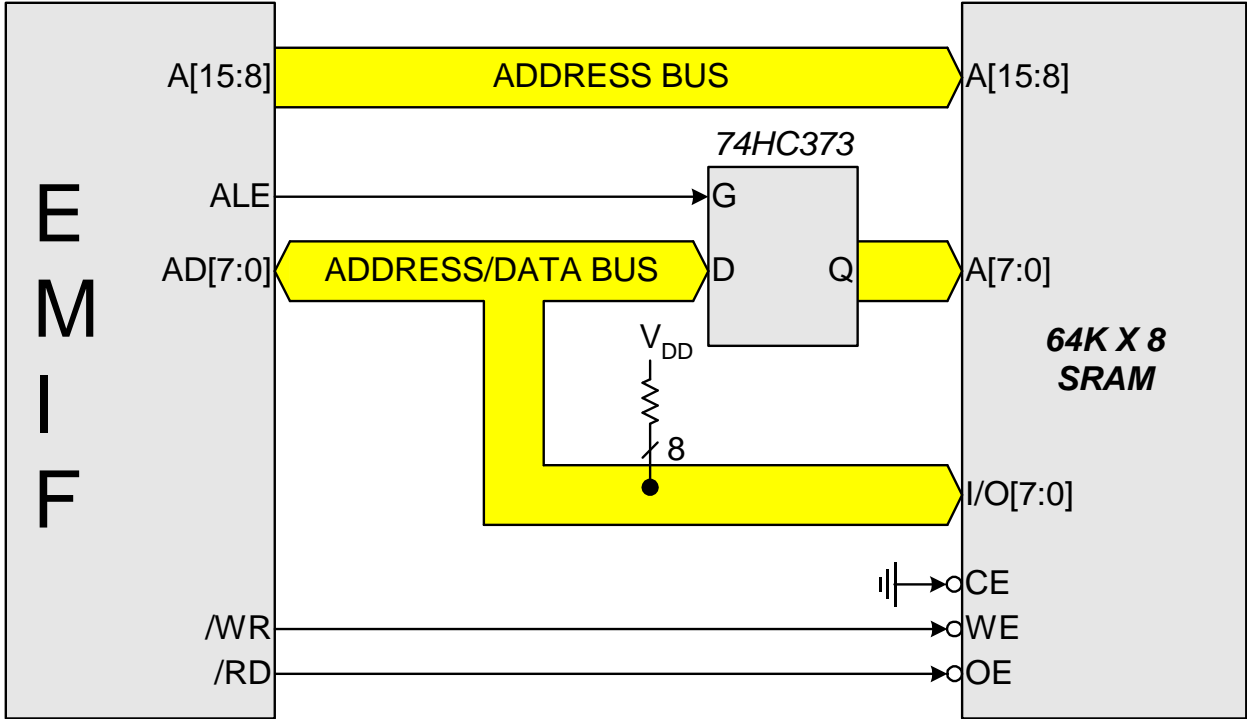 EMIF
A[15:8]
ADDRESS BUS
A[15:8]
74HC373
ALE
G
AD[7:0]
ADDRESS/DATA BUS
D
Q
A[7:0]
VDD
8
64K X 8
SRAM
I/O[7:0]
CE
/WR
WE
/RD
OE